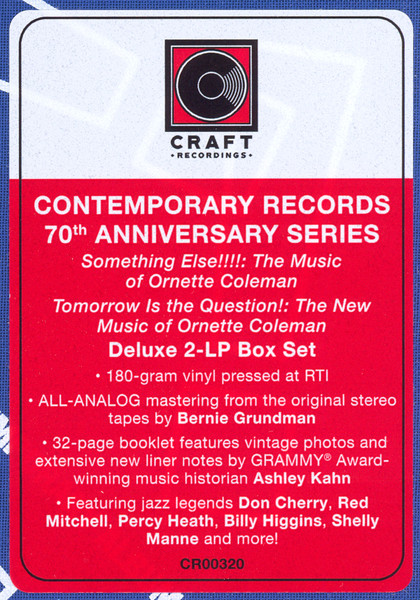 CRAFT
• RECORDINGS •
CONTEMPORARY RECORDS
70th ANNIVERSARY SERIES
Something Else!!!!: The Music
of Ornette Coleman
Tomorrow Is the Question!: The New
Music of Ornette Coleman
Deluxe 2-LP Box Set
• 180-gram vinyl pressed at RTI
• ALL-ANALOG mastering from the original stereo
tapes by Bernie Grundman
• 32-page booklet features vintage photos and
extensive new liner notes by GRAMMY® Award-
winning music historian Ashley Kahn
• Featuring jazz legends Don Cherry, Red
Mitchell, Percy Heath, Billy Higgins, Shelly
Manne and more!
CR00320